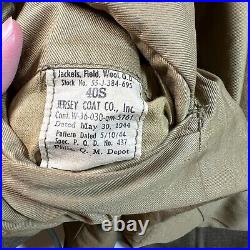 Jackets, Field, Wool, O.D.
Stock No. 55-J-384-695
40S
JERSEY COAT CO., Inc.
Cont. W-36-030-qm-5761
Dated May 30, 1944
Pattern Dated 5/10/44
Spec. P. Q. D. No. 437
Phila. Q. M. Depot